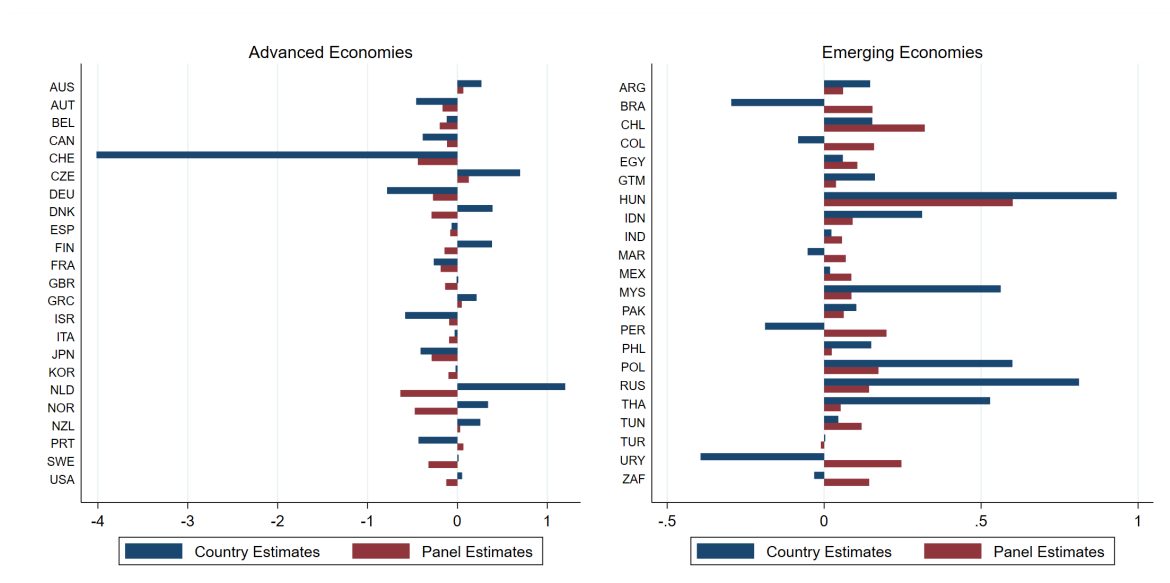 Advanced Economies
AUS
AUT
BEL
CAN
CHE
CZE
DEU
DNK
ESP
FIN
FRA
GBR
GRC
ISR
ITA
JPN
KOR
NLD
NOR
NZL
PRT
SWE
USA
-4 -3 -2 -1 0 1
Country Estimates Panel Estimates
Emerging Economies
ARG
BRA
CHL
COL
EGY
GTM
HUN
IDN
IND
MAR
MEX
MYS
PAK
PER
PHL
POL
RUS
THA
TUN
TUR
URY
ZAF
-.5 0 .5 1
Country Estimates Panel Estimates